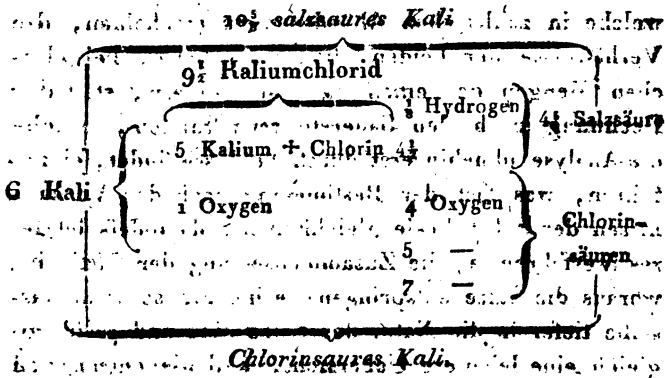 10⅝ salzsaures Kali
9½ Kaliumchlorid
⅛ Hydrogen
5 Kalium + Chlorin 4½
4⅝ Salzsäure
6 Kali
1 Oxygen
4 Oxygen
Chlorin-
säuren
5 —
7 —
Chlorinsaures Kali.